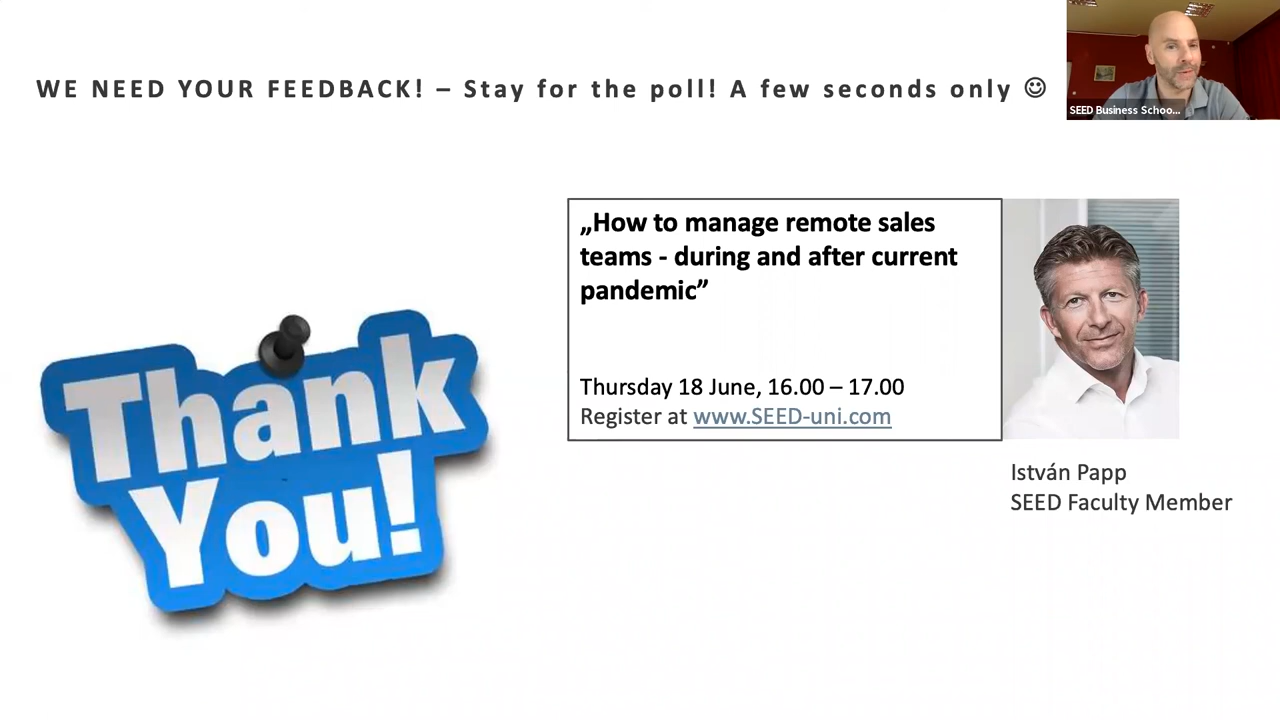 WE NEED YOUR FEEDBACK! – Stay for the poll! A few seconds only ☺
SEED Business Schoo...
„How to manage remote sales
teams - during and after current
pandemic”
Thursday 18 June, 16.00 – 17.00
Register at www.SEED-uni.com
Thank
You!
István Papp
SEED Faculty Member